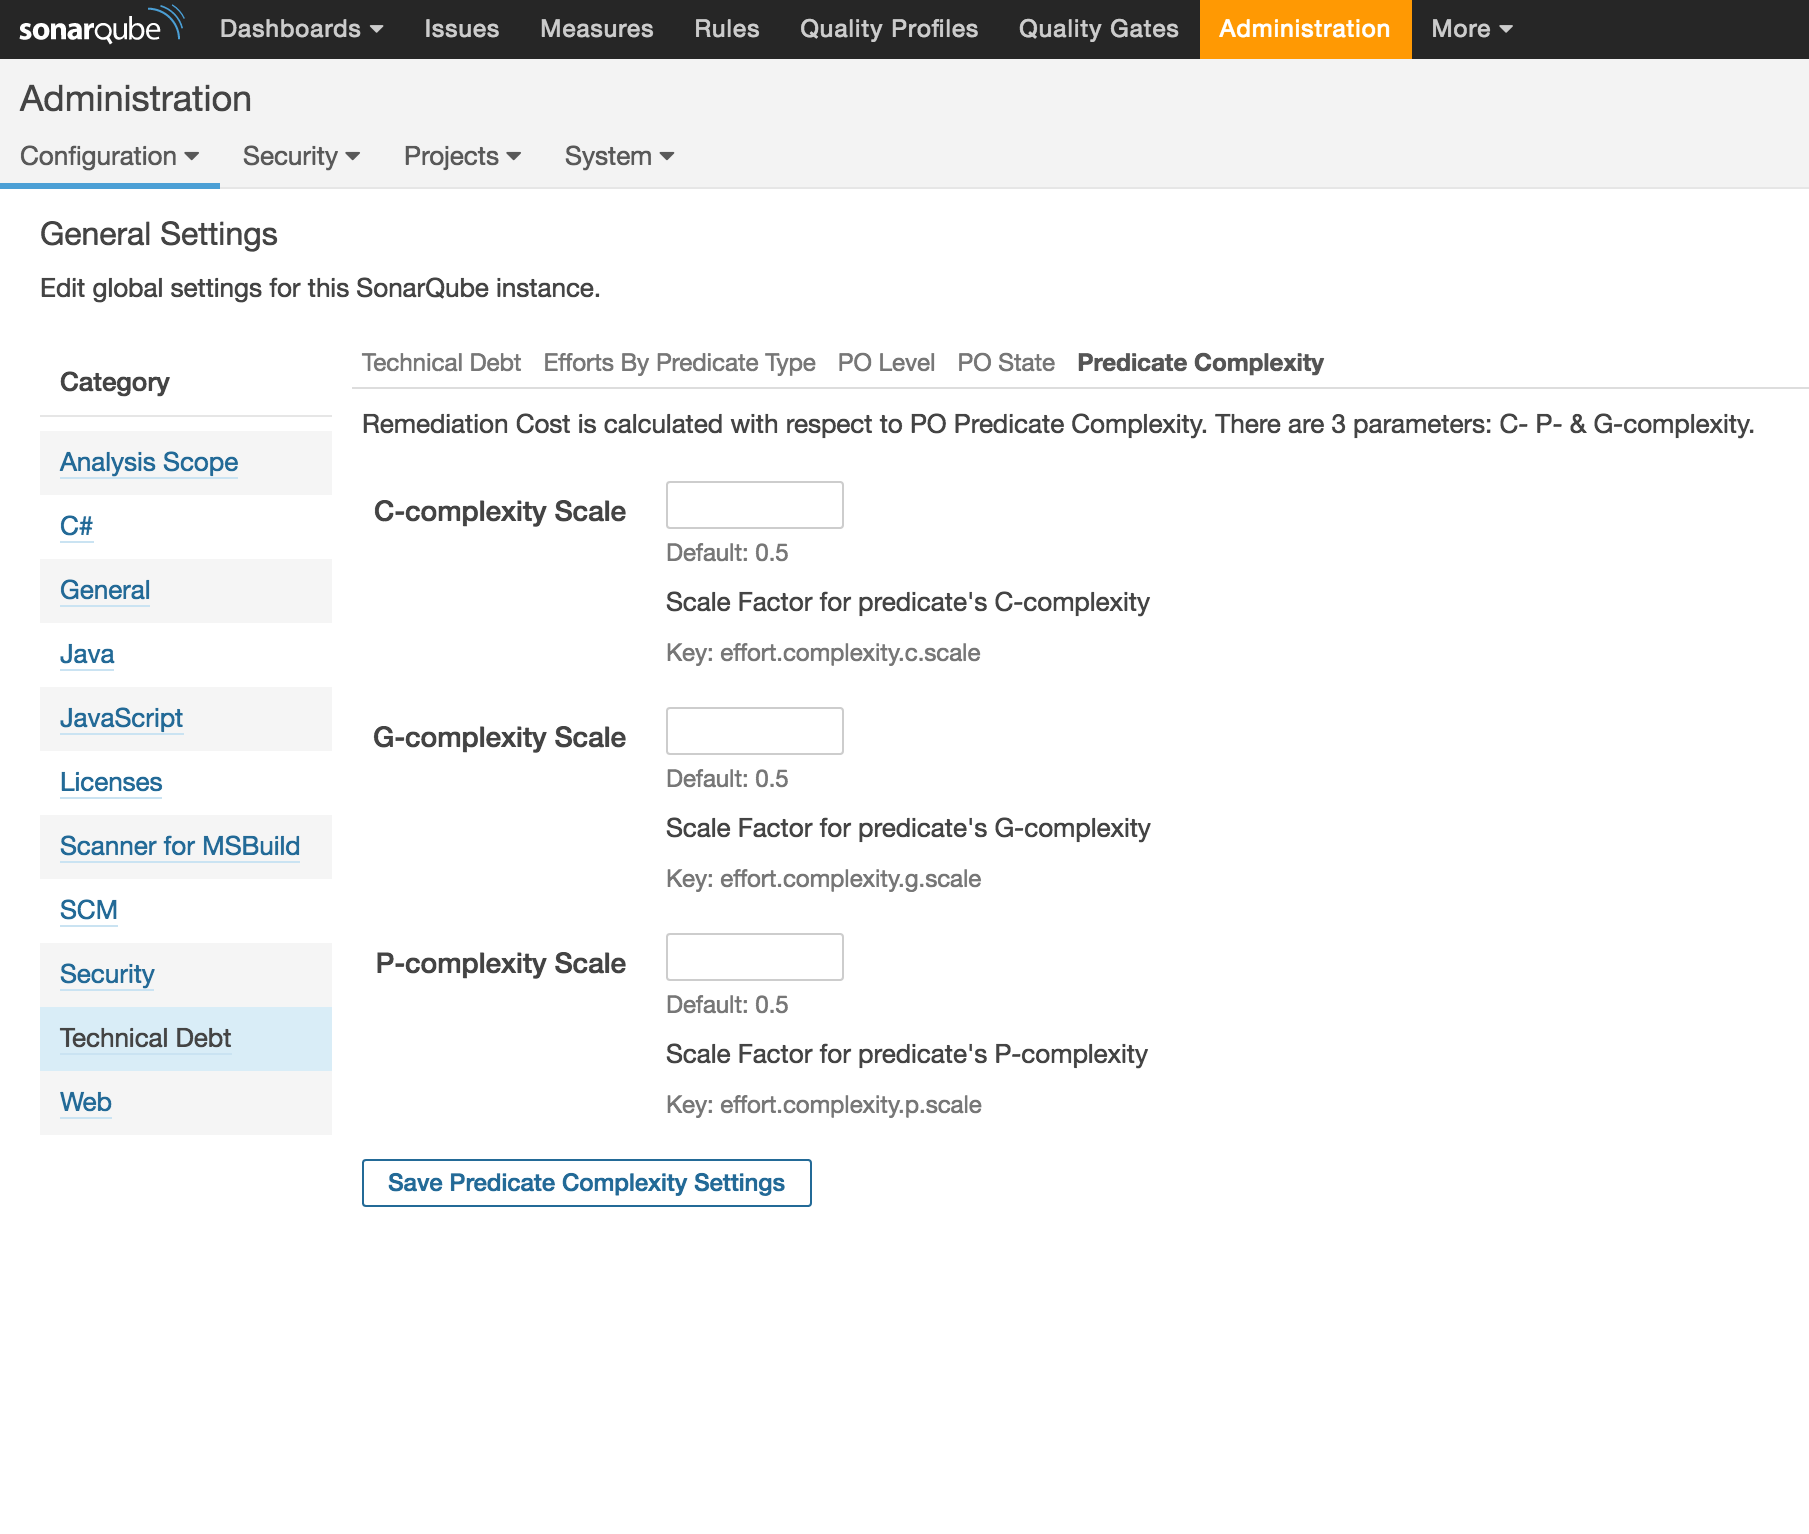 sonarqube Dashboards Issues Measures Rules Quality Profiles Quality Gates Administration More
Administration
Configuration Security Projects System
General Settings
Edit global settings for this SonarQube instance.
Category
Analysis Scope
C#
General
Java
JavaScript
Licenses
Scanner for MSBuild
SCM
Security
Technical Debt
Web
Technical Debt Efforts By Predicate Type PO Level PO State Predicate Complexity
Remediation Cost is calculated with respect to PO Predicate Complexity. There are 3 parameters: C- P- & G-complexity.
C-complexity Scale
Default: 0.5
Scale Factor for predicate's C-complexity
Key: effort.complexity.c.scale
G-complexity Scale
Default: 0.5
Scale Factor for predicate's G-complexity
Key: effort.complexity.g.scale
P-complexity Scale
Default: 0.5
Scale Factor for predicate's P-complexity
Key: effort.complexity.p.scale
Save Predicate Complexity Settings